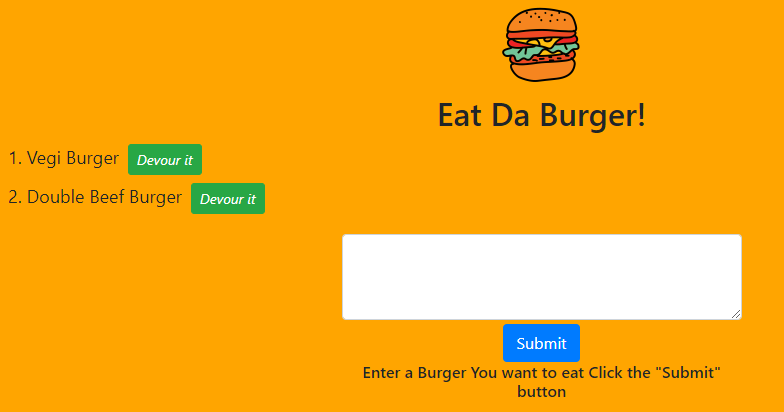 Eat Da Burger!
1. Vegi Burger Devour it
2. Double Beef Burger Devour it
Submit
Enter a Burger You want to eat Click the "Submit"
button